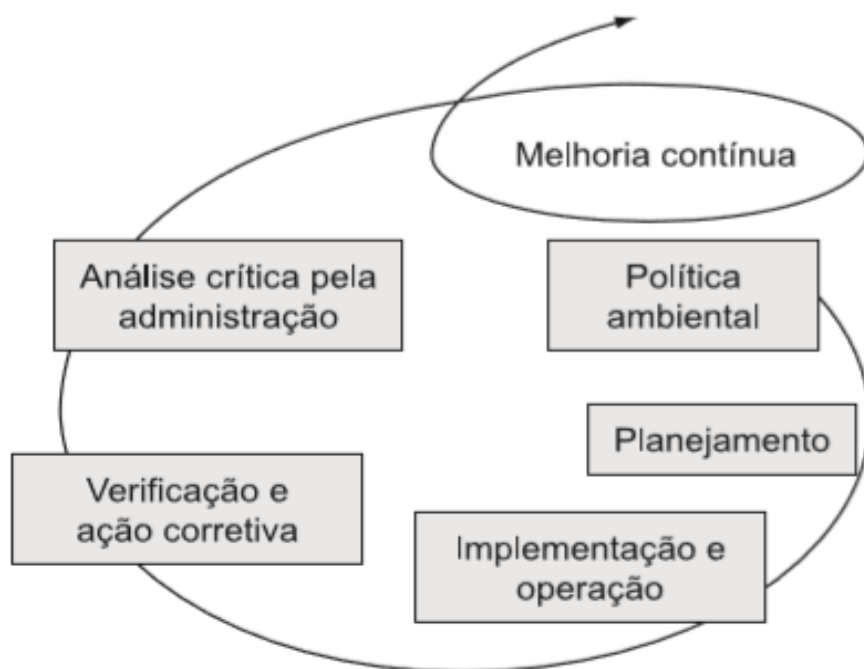 Melhoria contínua
Análise crítica pela
administração
Política
ambiental
Planejamento
Verificação e
ação corretiva
Implementação e
operação